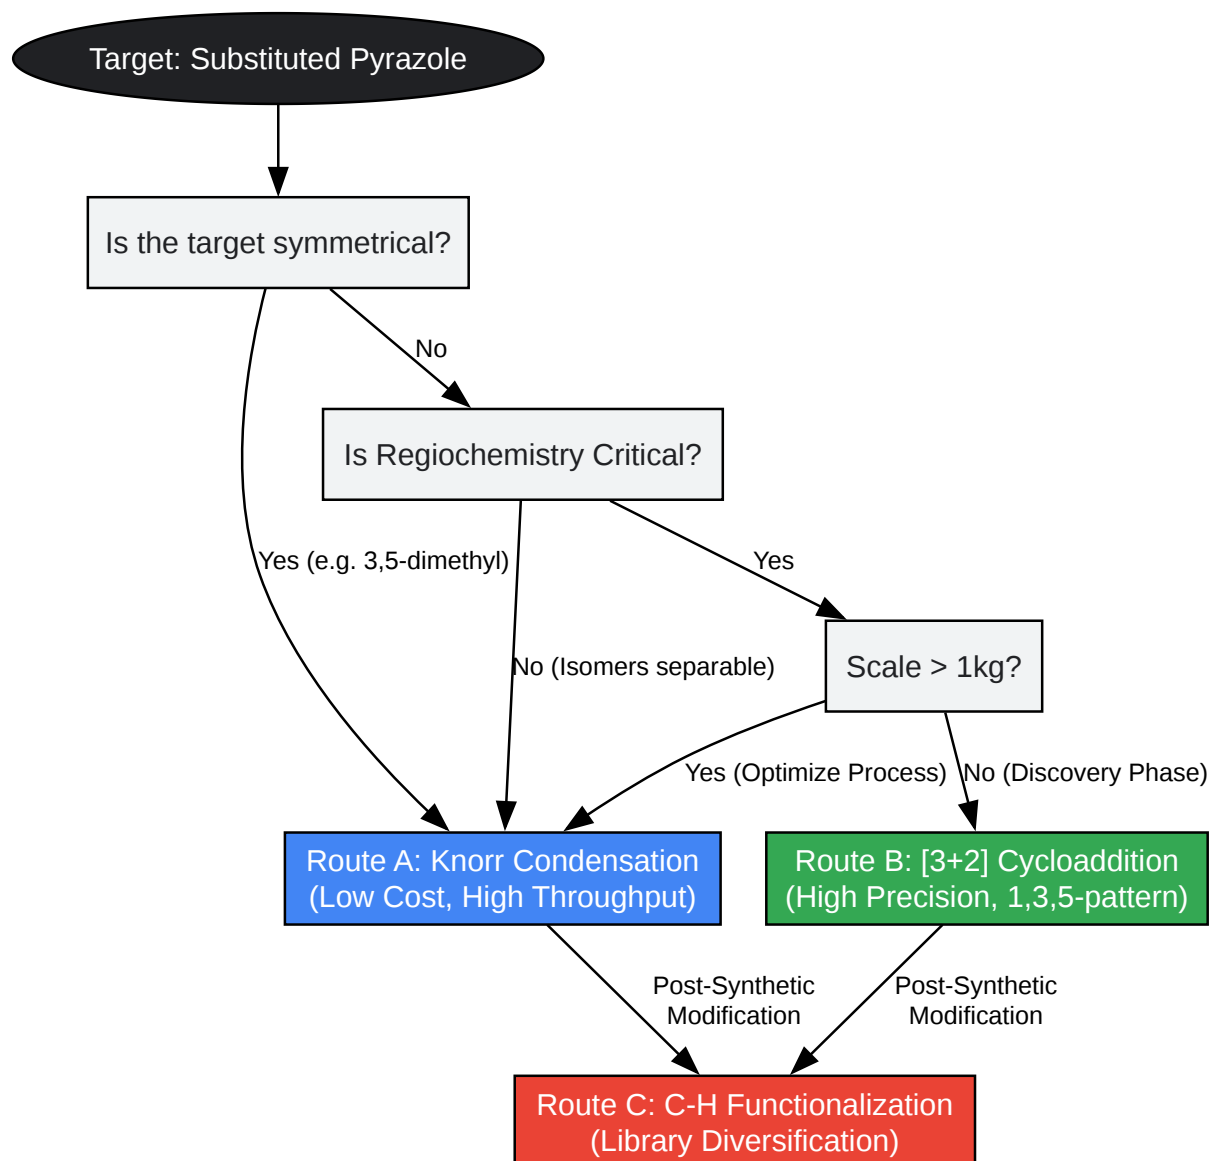 Target: Substituted Pyrazole
Is the target symmetrical?
No
Is Regiochemistry Critical?
Yes (e.g. 3,5-dimethyl)
Yes
No (Isomers separable)
Scale > 1kg?
Yes (Optimize Process)
No (Discovery Phase)
Route A: Knorr Condensation
(Low Cost, High Throughput)
Route B: [3+2] Cycloaddition
(High Precision, 1,3,5-pattern)
Post-Synthetic
Modification
Post-Synthetic
Modification
Route C: C-H Functionalization
(Library Diversification)